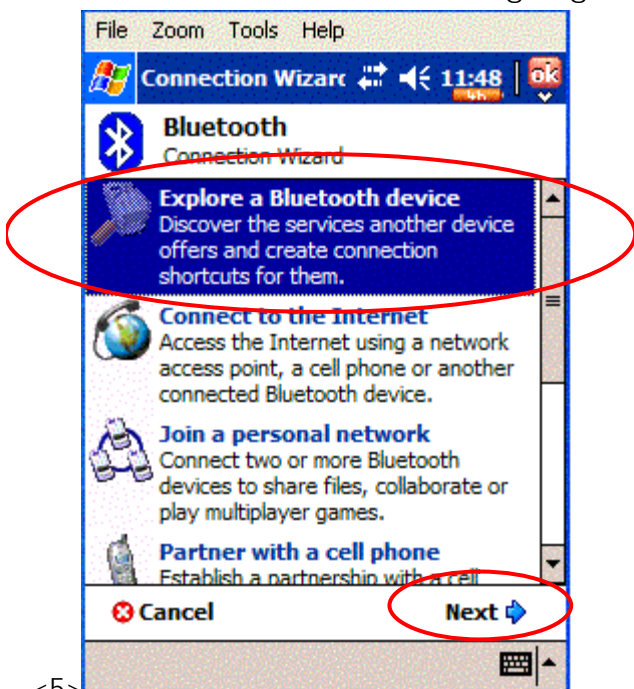 File Zoom Tools Help
Connection Wizarc 11:48 ok
4h
Bluetooth
Connection Wizard
Explore a Bluetooth device
Discover the services another device
offers and create connection
shortcuts for them.
Connect to the Internet
Access the Internet using a network
access point, a cell phone or another
connected Bluetooth device.
Join a personal network
Connect two or more Bluetooth
devices to share files, collaborate or
play multiplayer games.
Partner with a cell phone
Establish a partnership with a cell
Cancel Next
<5>